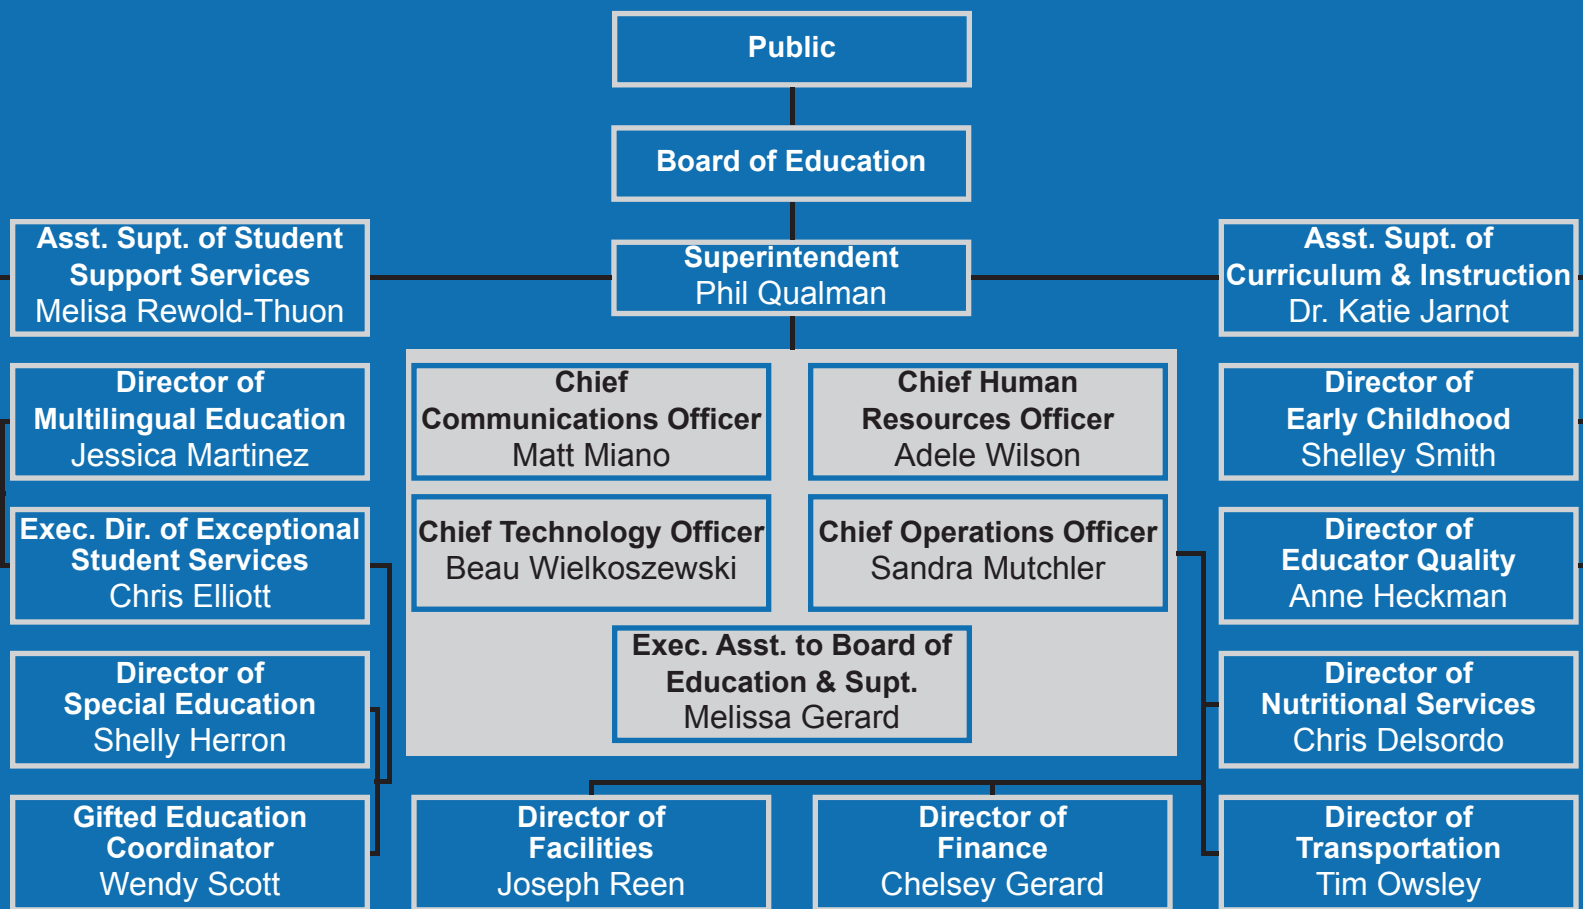 Public
Board of Education
Asst. Supt. of Student
Support Services
Melisa Rewold-Thuon
Superintendent
Phil Qualman
Asst. Supt. of
Curriculum & Instruction
Dr. Katie Jarnot
Director of
Multilingual Education
Jessica Martinez
Chief
Communications Officer
Matt Miano
Chief Human
Resources Officer
Adele Wilson
Director of
Early Childhood
Shelley Smith
Exec. Dir. of Exceptional
Student Services
Chris Elliott
Chief Technology Officer
Beau Wielkoszewski
Chief Operations Officer
Sandra Mutchler
Director of
Educator Quality
Anne Heckman
Director of
Special Education
Shelly Herron
Exec. Asst. to Board of
Education & Supt.
Melissa Gerard
Director of
Nutritional Services
Chris Delsordo
Gifted Education
Coordinator
Wendy Scott
Director of
Facilities
Joseph Reen
Director of
Finance
Chelsey Gerard
Director of
Transportation
Tim Owsley